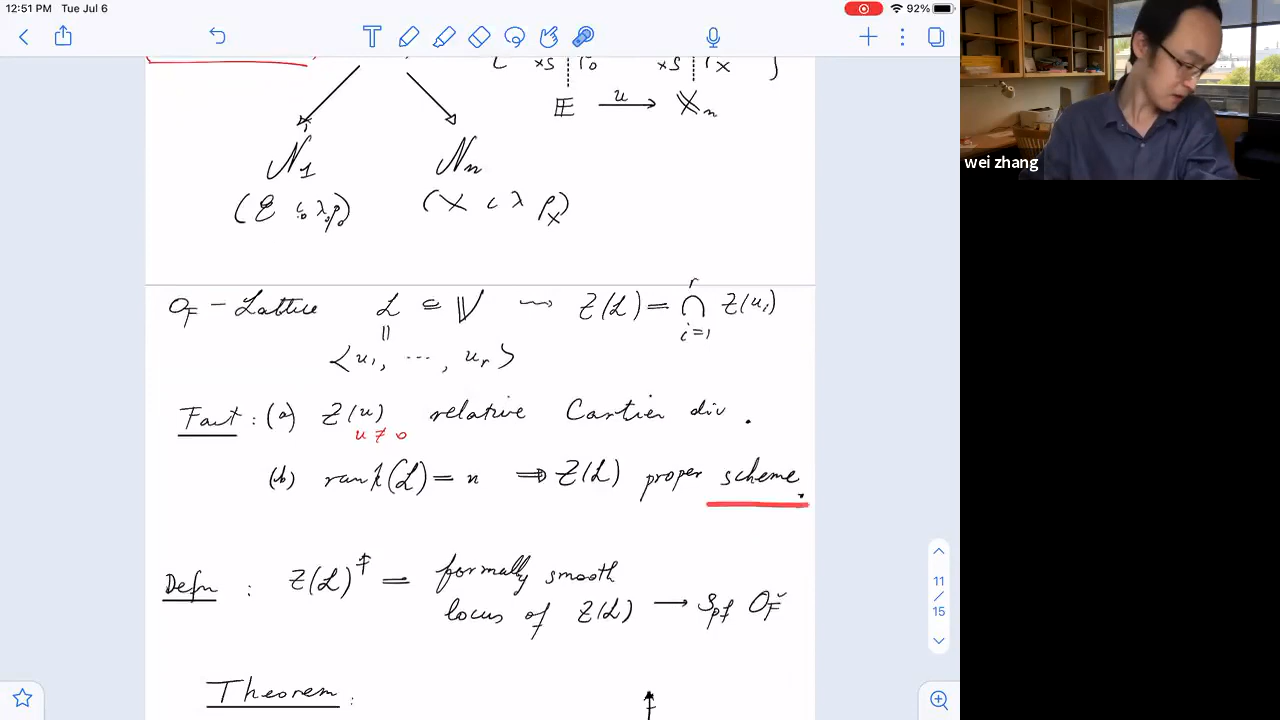 12:51 PM Tue Jul 6
92%
T
wei zhang
E u→ X_n
N_1 N_n
(E ι_0 λ_0 ρ_0) (X ι λ ρ_X)
O_F - Lattice L ⊆ V ⇝ Z(L) = ⋂_{i=1}^{r} Z(u_i)
||
<u_1, ..., u_r>
Fact: (a) Z(u) relative Cartier div.
u ≠ 0
(b) rank(L) = n ⟹ Z(L) proper scheme.
Defn: Z(L)^♯ = formally smooth
locus of Z(L) → Spf O_F̆
Theorem:
11
/
15